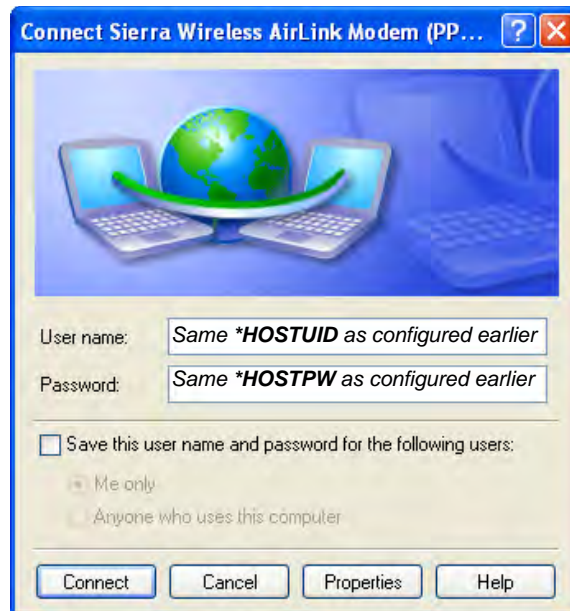 Connect Sierra Wireless AirLink Modem (PP...
User name: Same *HOSTUID as configured earlier
Password: Same *HOSTPW as configured earlier
Save this user name and password for the following users:
Me only
Anyone who uses this computer
Connect Cancel Properties Help